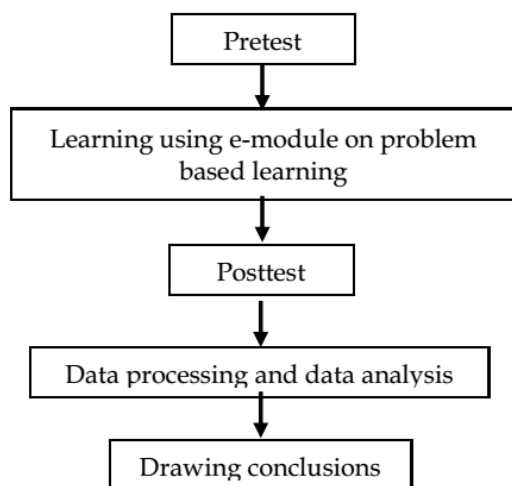 Pretest
Learning using e-module on problem
based learning
Posttest
Data processing and data analysis
Drawing conclusions